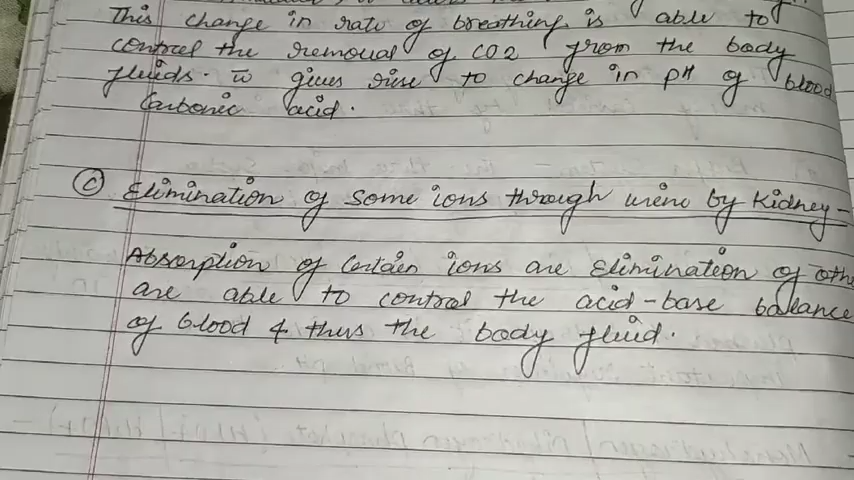 This change in rate of breathing is able to
control the removal of CO2 from the body
fluids. gives rise to change in pH of blood
Carbonic acid.
(c) Elimination of some ions through urine by Kidney-
Absorption of Certain ions are Elimination of othe
are able to control the acid-base balance
of blood & thus the body fluid.